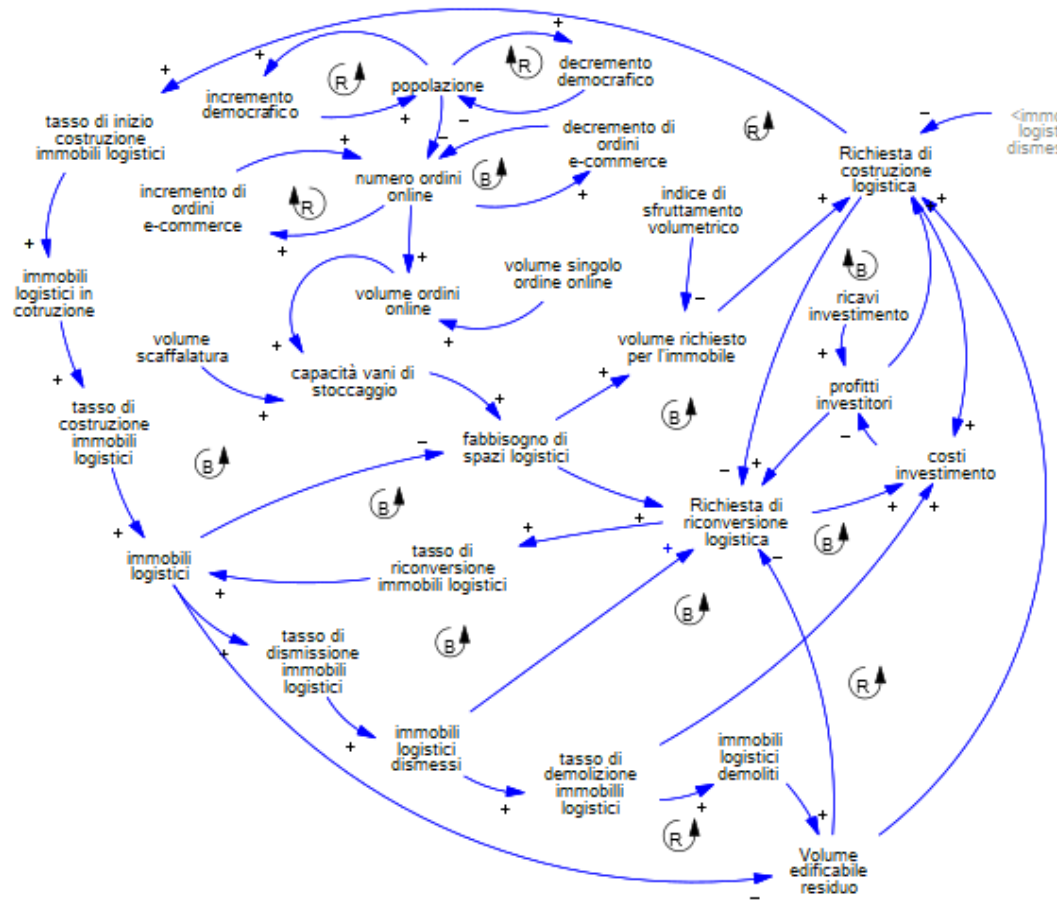 popolazione
incremento
democrafico
decremento
democrafico
tasso di inizio
costruzione
immobili logistici
incremento di
ordini
e-commerce
numero ordini
online
decremento di
ordini
e-commerce
<immo
logist
dismes
Richiesta di
costruzione
logistica
indice di
sfruttamento
volumetrico
immobili
logistici in
cotruzione
volume ordini
online
volume singolo
ordine online
ricavi
investimento
volume
scaffalatura
capacità vani di
stoccaggio
volume richiesto
per l'immobile
profitti
investitori
tasso di
costruzione
immobili
logistici
fabbisogno di
spazi logistici
costi
investimento
Richiesta di
riconversione
logistica
immobili
logistici
tasso di
riconversione
immobili logistici
tasso di
dismissione
immobili
logistici
immobili
logistici
dismessi
tasso di
demolizione
immobilli
logistici
immobili
logistici
demoliti
Volume
edificabile
residuo
R
R
R
R
B
B
B
B
B
B
B
B
R
R